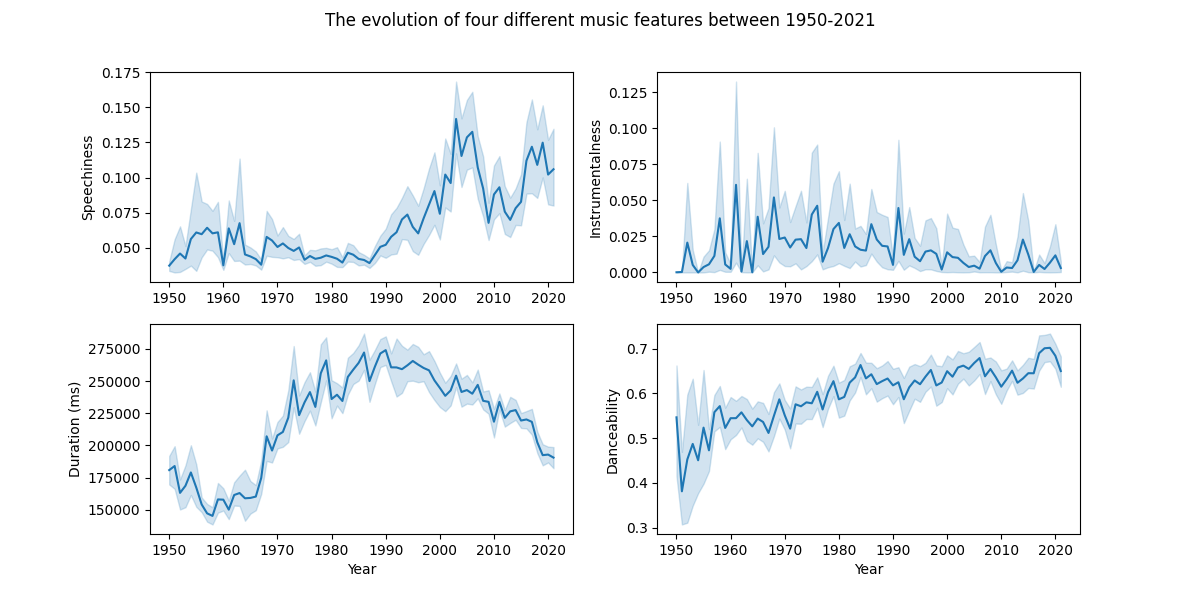 The evolution of four different music features between 1950-2021
Speechiness
0.175
0.150
0.125
0.100
0.075
0.050
1950 1960 1970 1980 1990 2000 2010 2020
Instrumentalness
0.125
0.100
0.075
0.050
0.025
0.000
1950 1960 1970 1980 1990 2000 2010 2020
Duration (ms)
275000
250000
225000
200000
175000
150000
1950 1960 1970 1980 1990 2000 2010 2020
Year
Danceability
0.7
0.6
0.5
0.4
0.3
1950 1960 1970 1980 1990 2000 2010 2020
Year